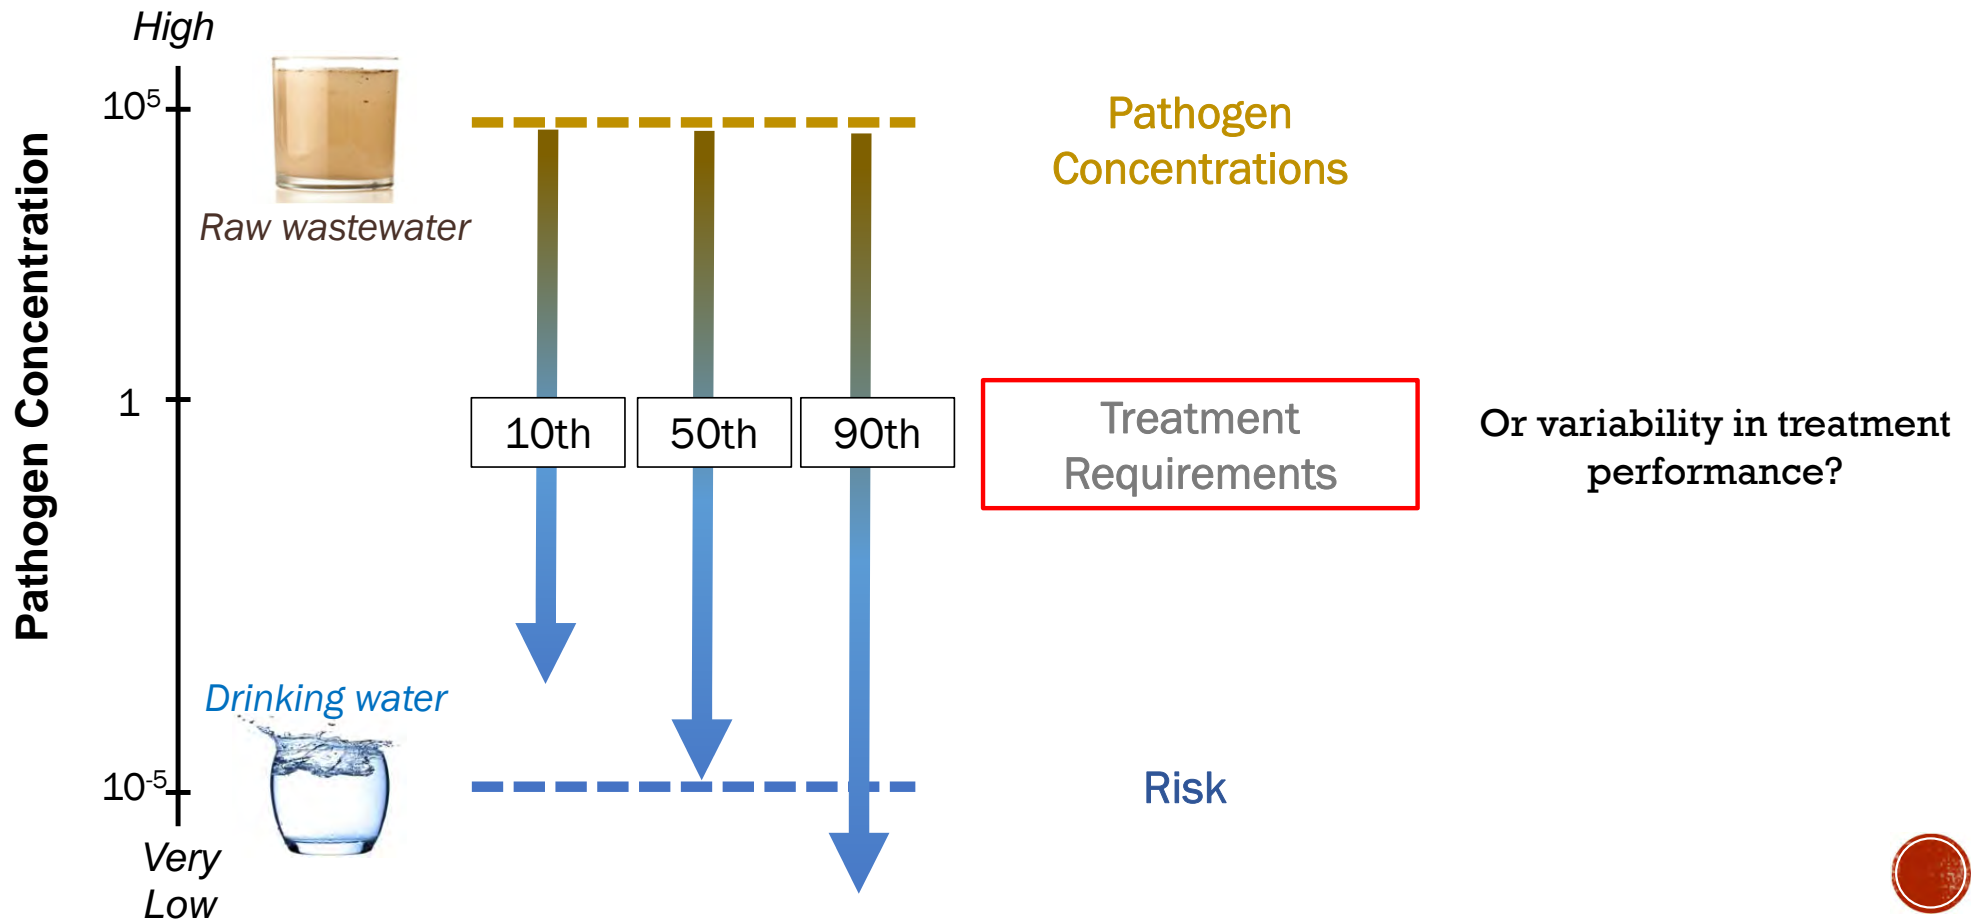 High
10⁵
Pathogen
Concentrations
Raw wastewater
Pathogen Concentration
1
10th
50th
90th
Treatment
Requirements
Or variability in treatment
performance?
Drinking water
10⁻⁵
Risk
Very
Low